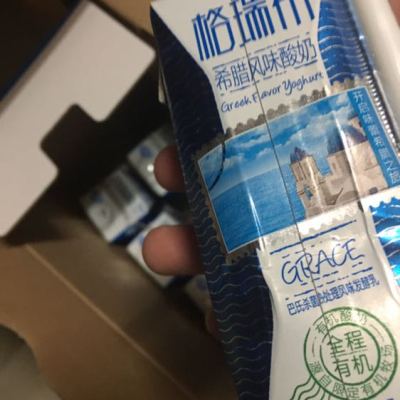 格瑞
希腊风味酸奶
Greek Flavor Yoghurt
开启味蕾希腊之旅
GRACE
巴氏杀菌热处理风味发酵乳
有机酸奶
全程
有机